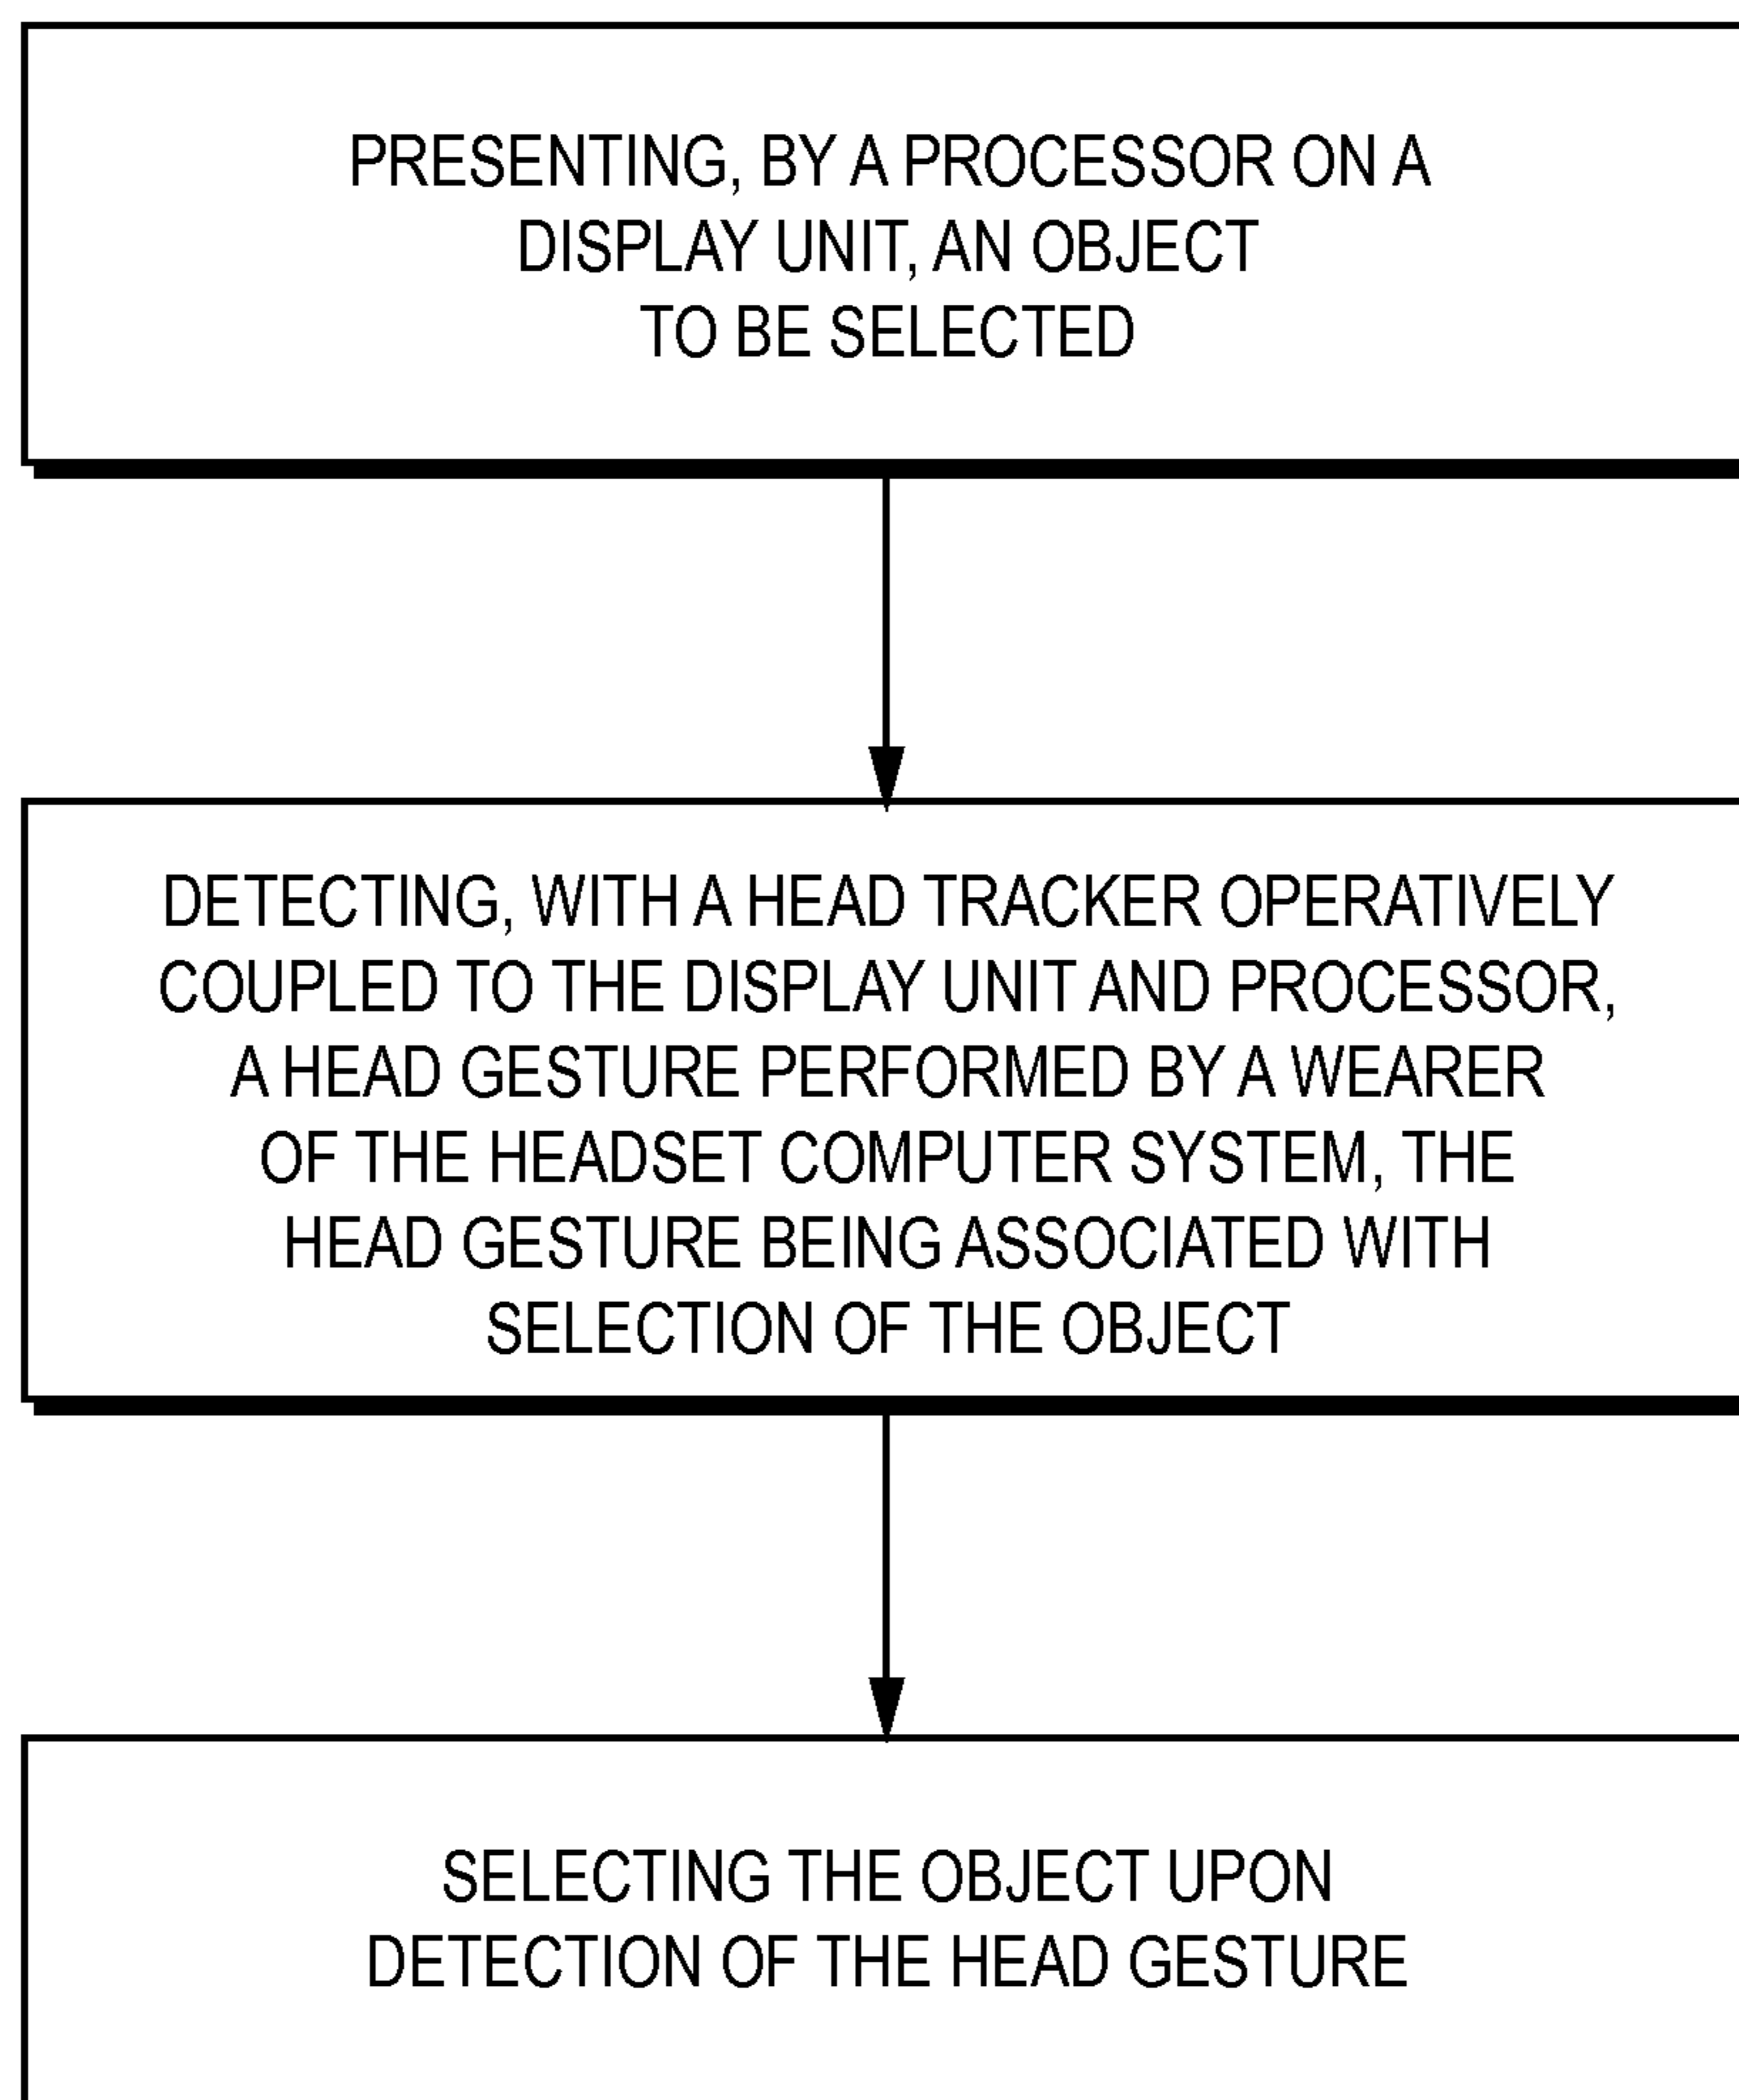 PRESENTING, BY A PROCESSOR ON A
DISPLAY UNIT, AN OBJECT
TO BE SELECTED
DETECTING, WITH A HEAD TRACKER OPERATIVELY
COUPLED TO THE DISPLAY UNIT AND PROCESSOR,
A HEAD GESTURE PERFORMED BY A WEARER
OF THE HEADSET COMPUTER SYSTEM, THE
HEAD GESTURE BEING ASSOCIATED WITH
SELECTION OF THE OBJECT
SELECTING THE OBJECT UPON
DETECTION OF THE HEAD GESTURE